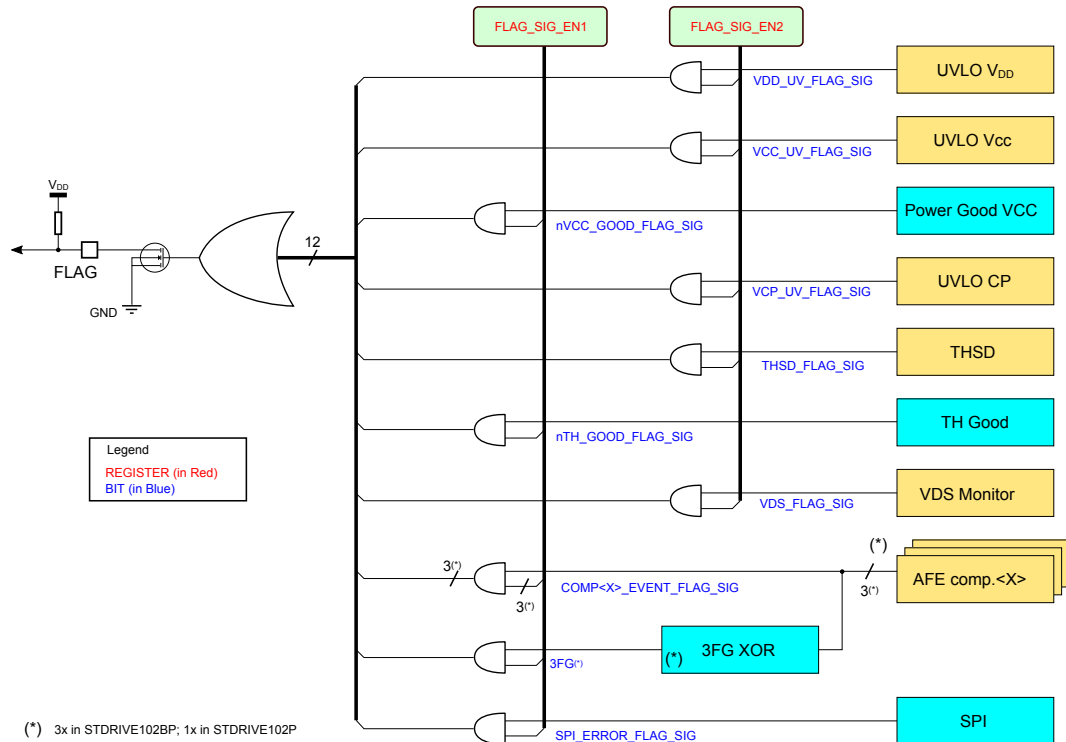 FLAG_SIG_EN1
FLAG_SIG_EN2
UVLO VDD
VDD_UV_FLAG_SIG
UVLO Vcc
VCC_UV_FLAG_SIG
VDD
Power Good VCC
nVCC_GOOD_FLAG_SIG
12
FLAG
UVLO CP
VCP_UV_FLAG_SIG
GND
THSD
THSD_FLAG_SIG
TH Good
nTH_GOOD_FLAG_SIG
Legend
REGISTER (in Red)
BIT (in Blue)
VDS Monitor
VDS_FLAG_SIG
(*)
3(*)
AFE comp.<X>
3(*)
3(*)
COMP<X>_EVENT_FLAG_SIG
3FG XOR
(*)
3FG(*)
SPI
(*) 3x in STDRIVE102BP; 1x in STDRIVE102P
SPI_ERROR_FLAG_SIG